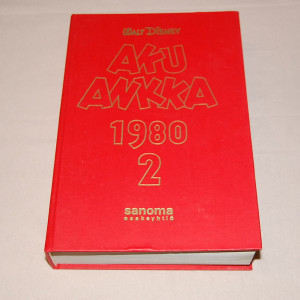 WALT DISNEY
AKU
ANKKA
1980
2
sanoma
osakeyhtiö